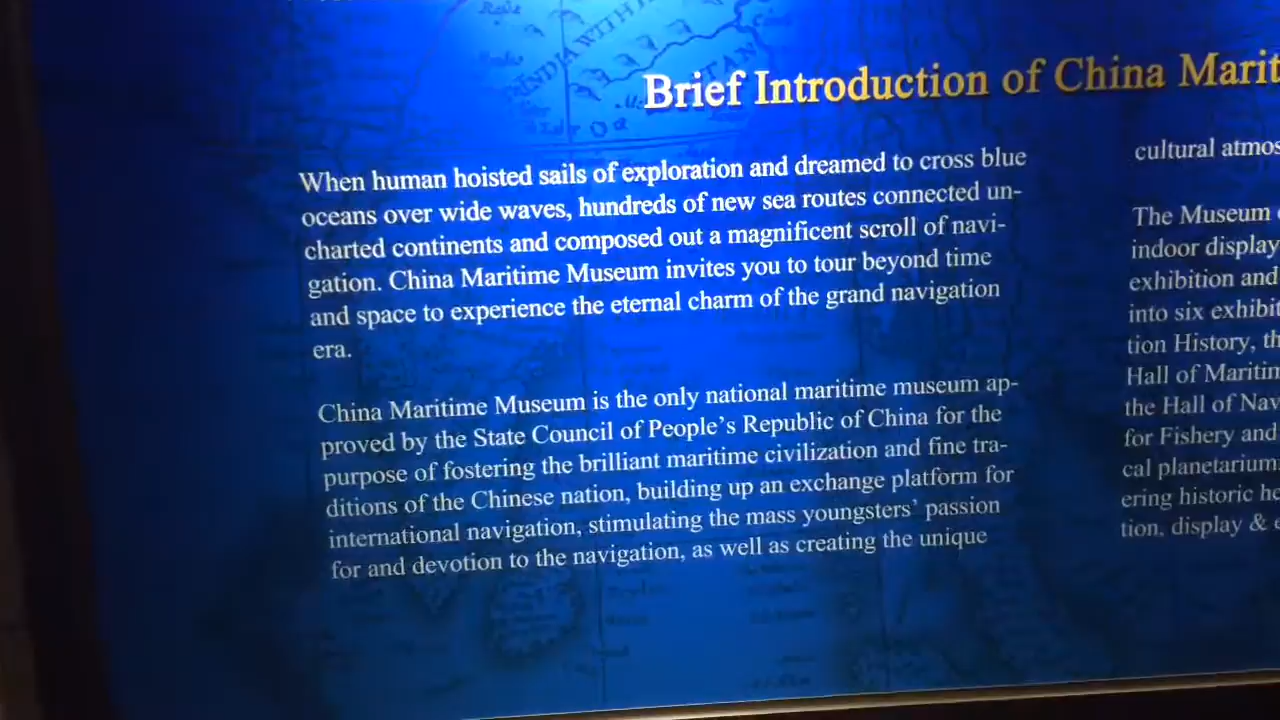 Brief Introduction of China Marit
When human hoisted sails of exploration and dreamed to cross blue
oceans over wide waves, hundreds of new sea routes connected un-
charted continents and composed out a magnificent scroll of navi-
gation. China Maritime Museum invites you to tour beyond time
and space to experience the eternal charm of the grand navigation
era.
China Maritime Museum is the only national maritime museum ap-
proved by the State Council of People's Republic of China for the
purpose of fostering the brilliant maritime civilization and fine tra-
ditions of the Chinese nation, building up an exchange platform for
international navigation, stimulating the mass youngsters' passion
for and devotion to the navigation, as well as creating the unique
cultural atmos
The Museum
indoor display
exhibition and
into six exhibit
tion History, th
Hall of Maritim
the Hall of Nav
for Fishery and
cal planetarium
ering historic he
tion, display &